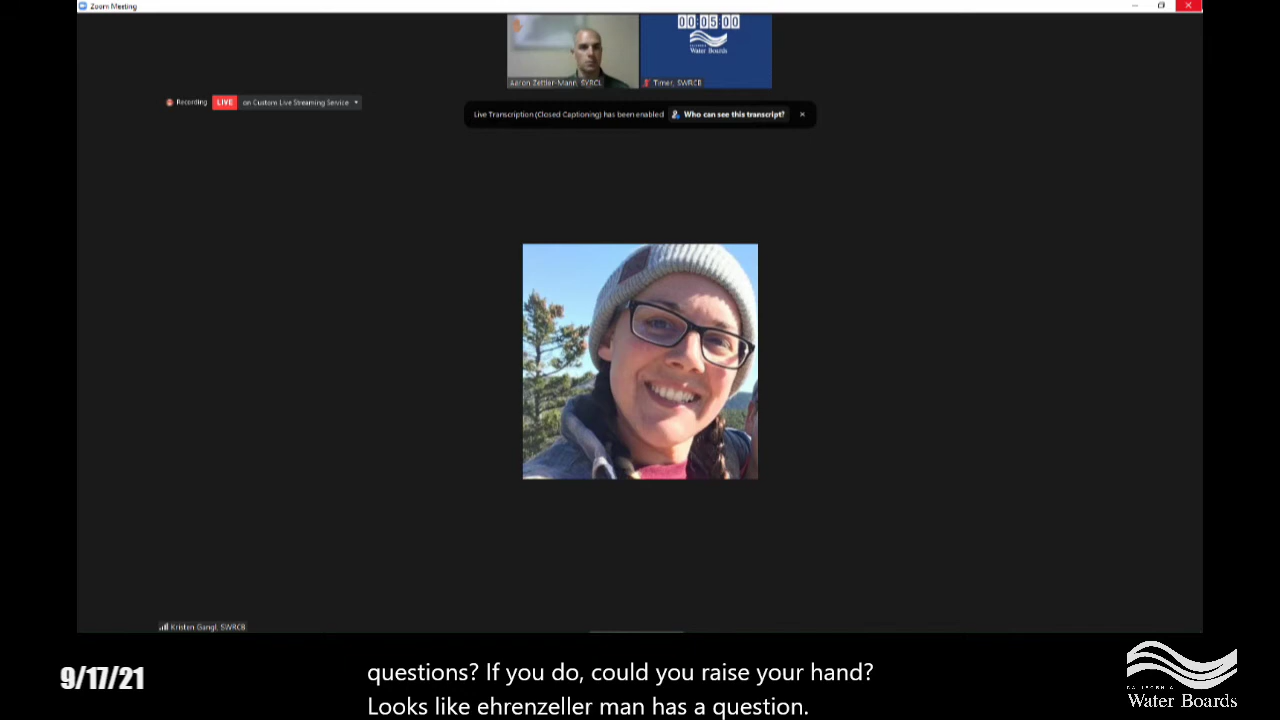 Zoom Meeting
00:05:00
Water Boards
Aaron Zettler-Mann, SYRCL
Timer, SWRCB
Recording LIVE on Custom Live Streaming Service
Live Transcription (Closed Captioning) has been enabled Who can see this transcript?
Kristen Gangl, SWRCB
9/17/21
questions? If you do, could you raise your hand?
Looks like ehrenzeller man has a question.
CALIFORNIA
Water Boards